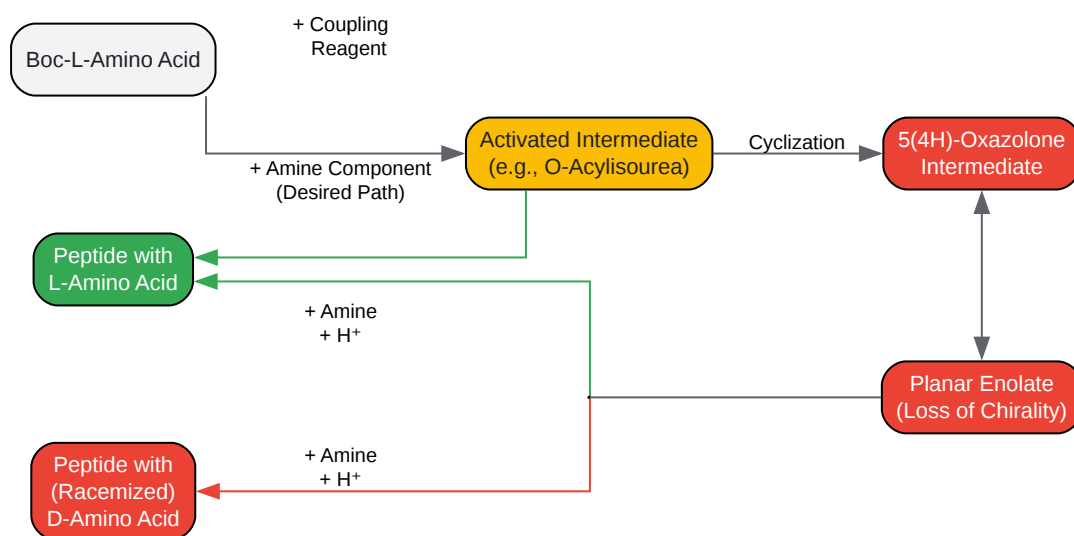 + Coupling
Reagent
Boc-L-Amino Acid
Activated Intermediate
(e.g., O-Acylisourea)
Cyclization
5(4H)-Oxazolone
Intermediate
+ Amine Component
(Desired Path)
Peptide with
L-Amino Acid
+ Amine
+ H⁺
Planar Enolate
(Loss of Chirality)
+ Amine
+ H⁺
Peptide with
(Racemized)
D-Amino Acid